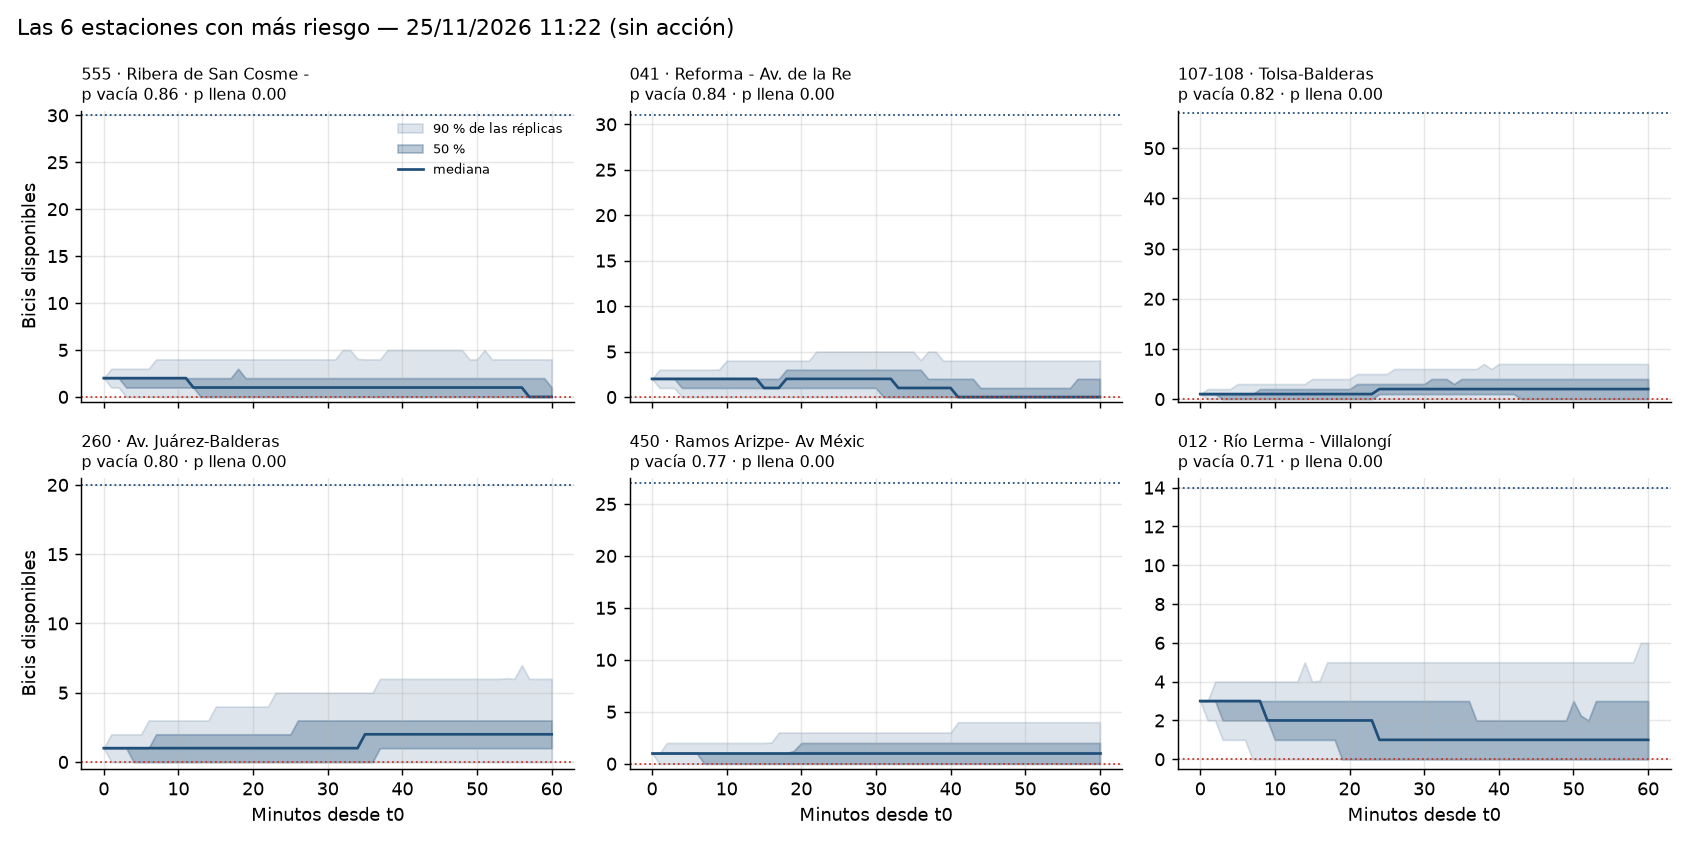 Las 6 estaciones con más riesgo — 25/11/2026 11:22 (sin acción)
555 · Ribera de San Cosme -
p vacía 0.86 · p llena 0.00
041 · Reforma - Av. de la Re
p vacía 0.84 · p llena 0.00
107-108 · Tolsa-Balderas
p vacía 0.82 · p llena 0.00
Bicis disponibles
30
25
20
15
10
5
0
90 % de las réplicas
50 %
mediana
30
25
20
15
10
5
0
50
40
30
20
10
0
260 · Av. Juárez-Balderas
p vacía 0.80 · p llena 0.00
450 · Ramos Arizpe- Av Méxic
p vacía 0.77 · p llena 0.00
012 · Río Lerma - Villalongí
p vacía 0.71 · p llena 0.00
Bicis disponibles
20
15
10
5
0
25
20
15
10
5
0
14
12
10
8
6
4
2
0
0 10 20 30 40 50 60
0 10 20 30 40 50 60
0 10 20 30 40 50 60
Minutos desde t0
Minutos desde t0
Minutos desde t0